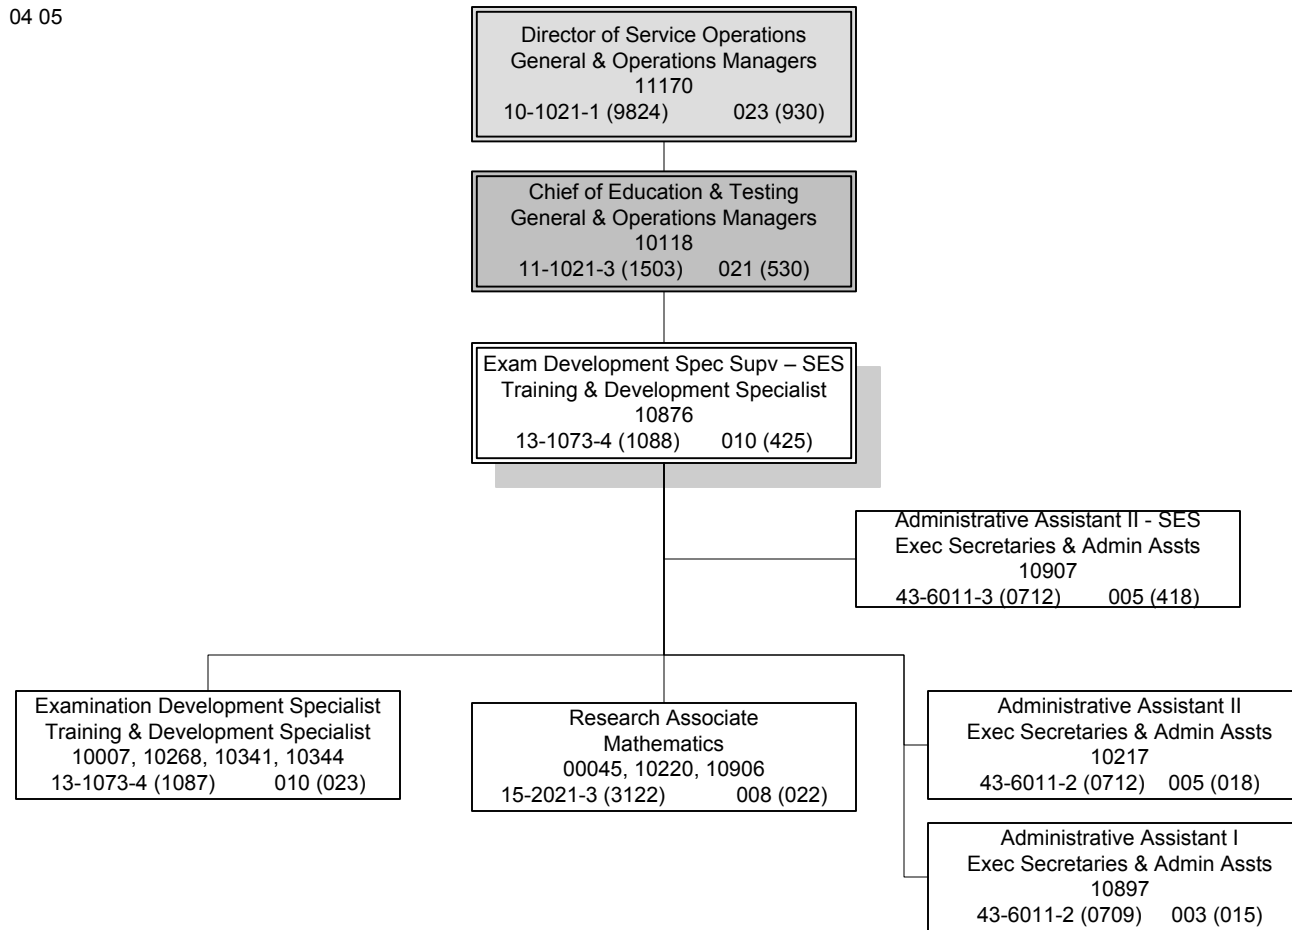 04 05
Director of Service Operations
General & Operations Managers
11170
10-1021-1 (9824) 023 (930)
Chief of Education & Testing
General & Operations Managers
10118
11-1021-3 (1503) 021 (530)
Exam Development Spec Supv – SES
Training & Development Specialist
10876
13-1073-4 (1088) 010 (425)
Administrative Assistant II - SES
Exec Secretaries & Admin Assts
10907
43-6011-3 (0712) 005 (418)
Examination Development Specialist
Training & Development Specialist
10007, 10268, 10341, 10344
13-1073-4 (1087) 010 (023)
Research Associate
Mathematics
00045, 10220, 10906
15-2021-3 (3122) 008 (022)
Administrative Assistant II
Exec Secretaries & Admin Assts
10217
43-6011-2 (0712) 005 (018)
Administrative Assistant I
Exec Secretaries & Admin Assts
10897
43-6011-2 (0709) 003 (015)